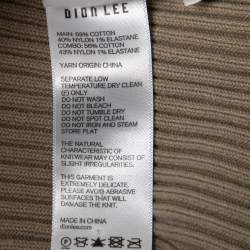 DION LEE
MAIN: 59% COTTON
40% NYLON 1% ELASTANE
COMBO: 56% COTTON
43% NYLON 1% ELASTANE
YARN ORIGIN: CHINA
SEPARATE LOW
TEMPERATURE DRY CLEAN
(F) ONLY
DO NOT WASH
DO NOT BLEACH
DO NOT TUMBLE DRY
DO NOT SPOT CLEAN
DO NOT IRON AND STEAM
STORE FLAT
THE NATURAL
CHARACTERISTIC OF
KNITWEAR MAY CONSIST OF
SLIGHT IRREGULARITIES.
THIS GARMENT IS
EXTREMELY DELICATE.
PLEASE AVOID ABRASIVE
SURFACES THAT WILL
DAMAGE THE KNIT.
MADE IN CHINA
dionlee.com